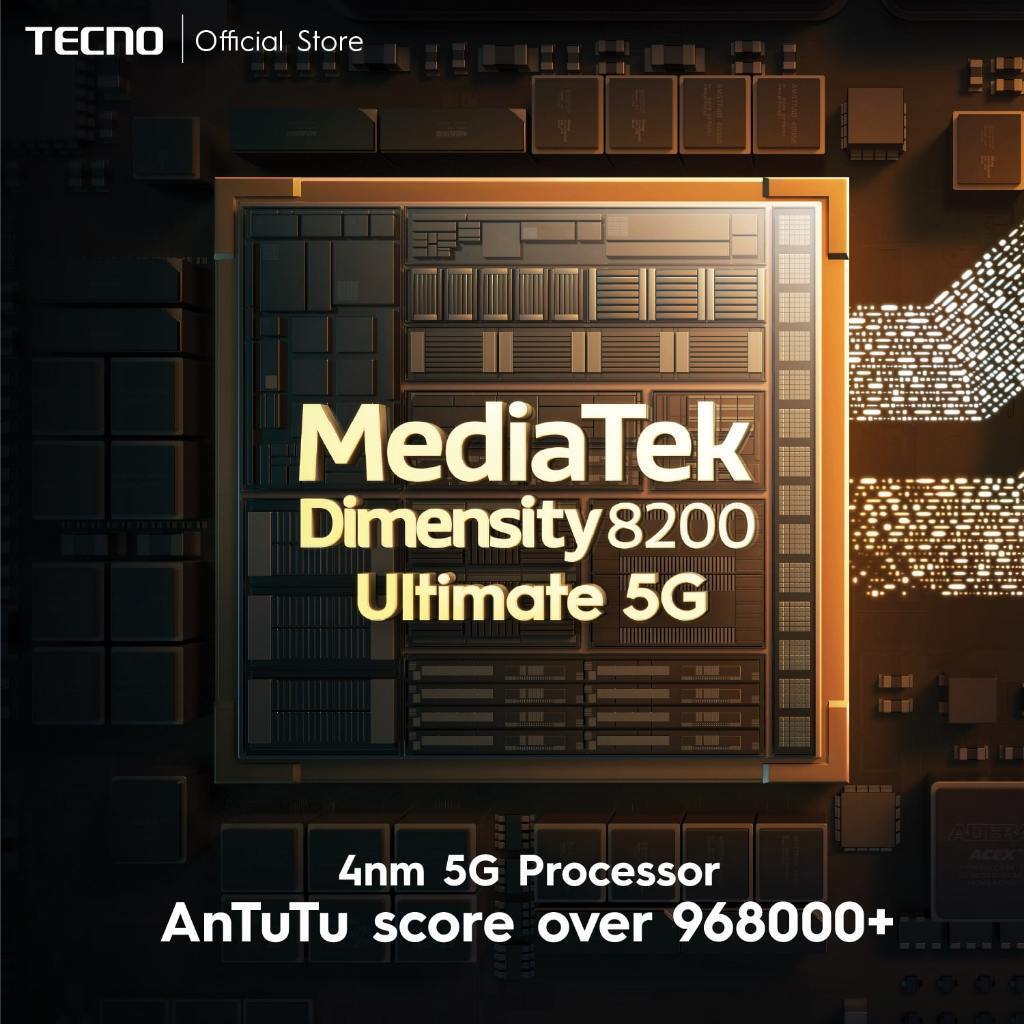 TECNO | Official Store
MediaTek
Dimensity 8200
Ultimate 5G
4nm 5G Processor
AnTuTu score over 968000+